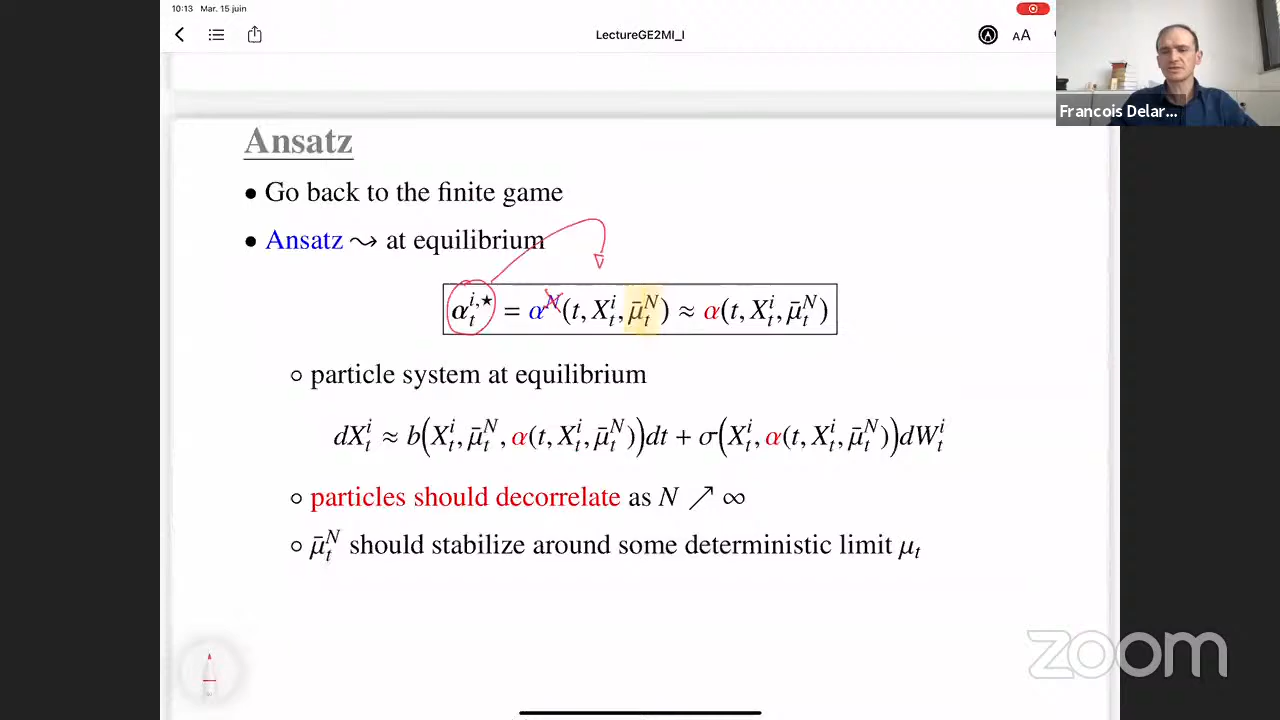 10:13 Mar. 15 juin
LectureGE2MI_I
AA
Francois Delar...
Ansatz
• Go back to the finite game
• Ansatz ⇝ at equilibrium
α_t^{i,⋆} = α^N(t, X_t^i, μ̄_t^N) ≈ α(t, X_t^i, μ̄_t^N)
○ particle system at equilibrium
dX_t^i ≈ b(X_t^i, μ̄_t^N, α(t, X_t^i, μ̄_t^N))dt + σ(X_t^i, α(t, X_t^i, μ̄_t^N))dW_t^i
○ particles should decorrelate as N ↗ ∞
○ μ̄_t^N should stabilize around some deterministic limit μ_t
zoom